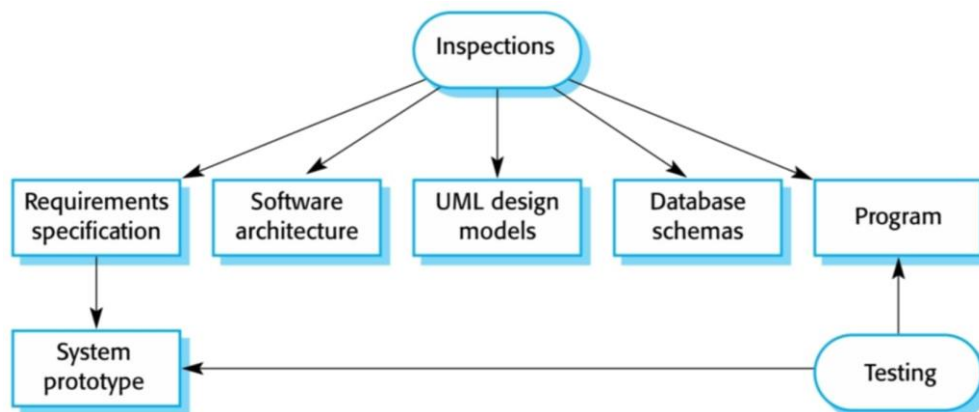 Inspections
Requirements
specification
Software
architecture
UML design
models
Database
schemas
Program
System
prototype
Testing